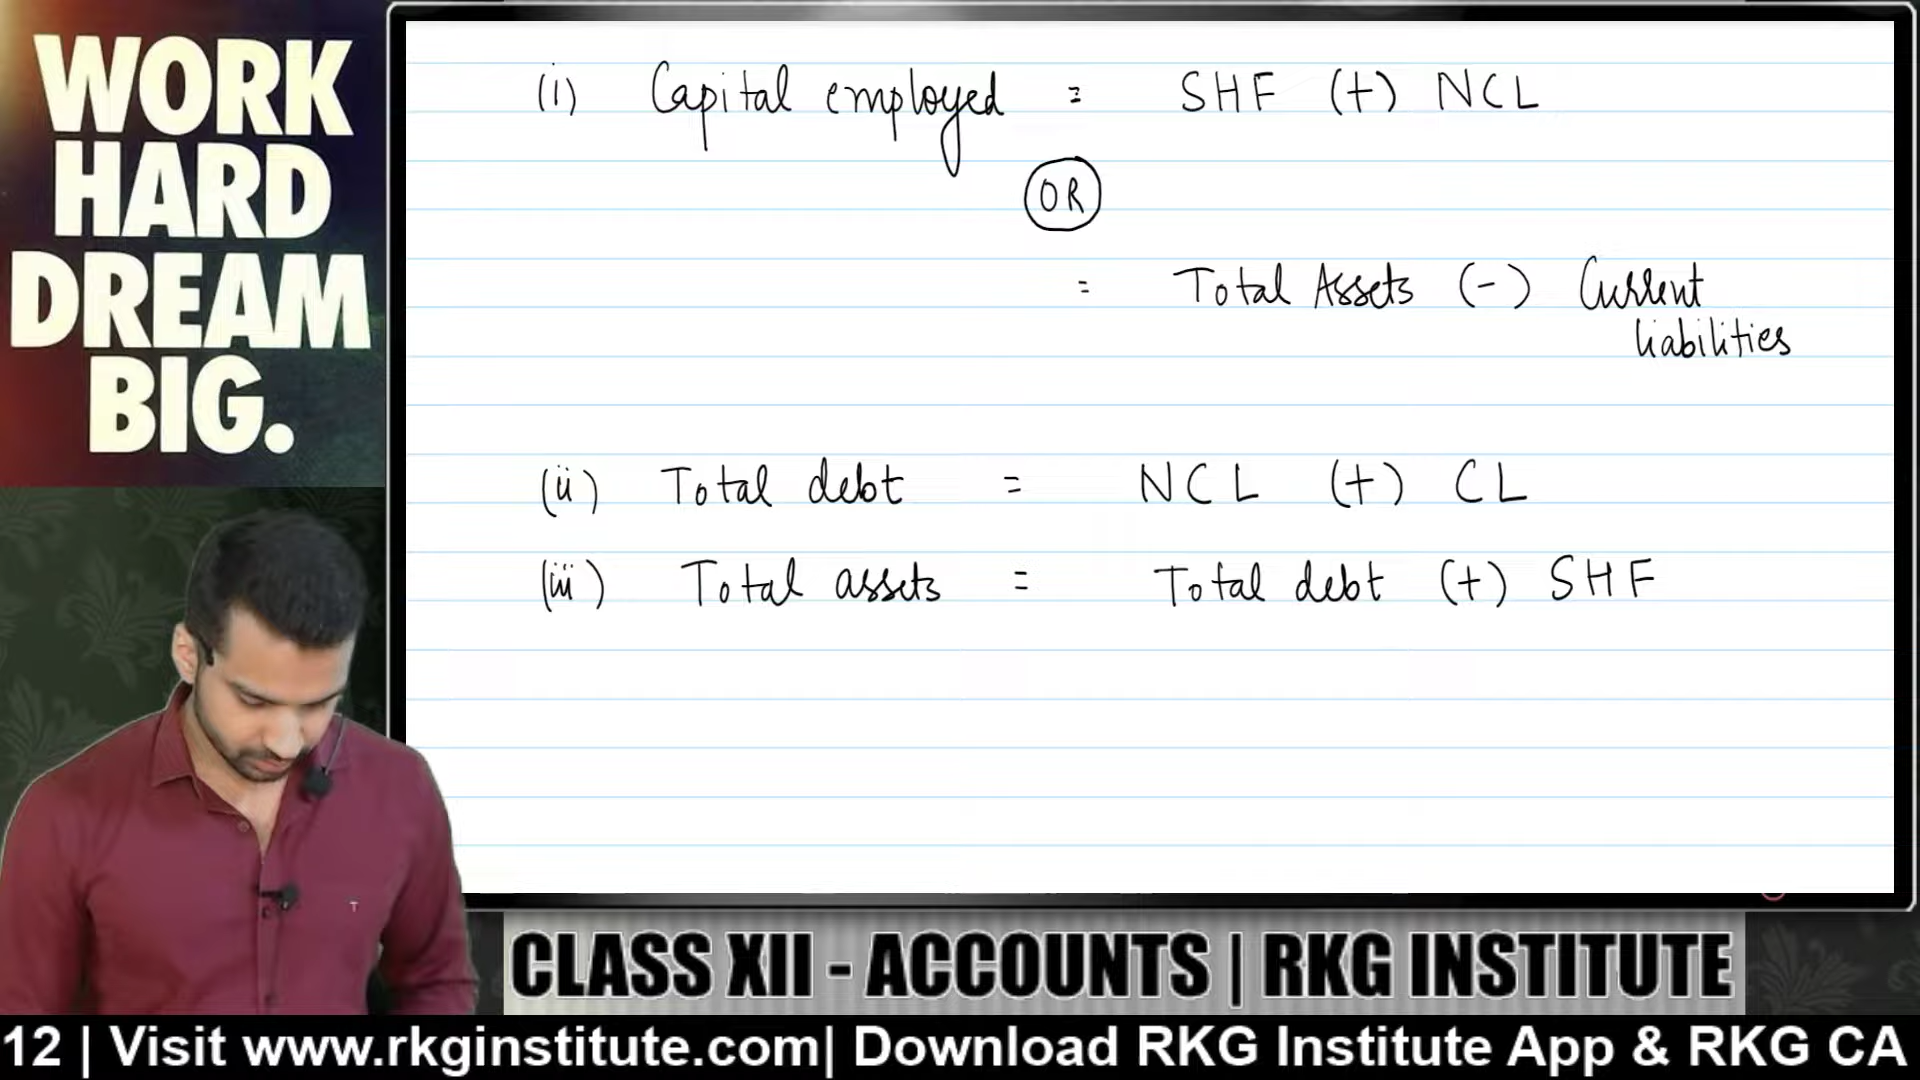 WORK
HARD
DREAM
BIG.
(i) Capital employed = SHF (+) NCL
OR
= Total Assets (-) Current
liabilities
(ii) Total debt = NCL (+) CL
(iii) Total assets = Total debt (+) SHF
T
CLASS XII - ACCOUNTS | RKG INSTITUTE
12 | Visit www.rkginstitute.com| Download RKG Institute App & RKG CA